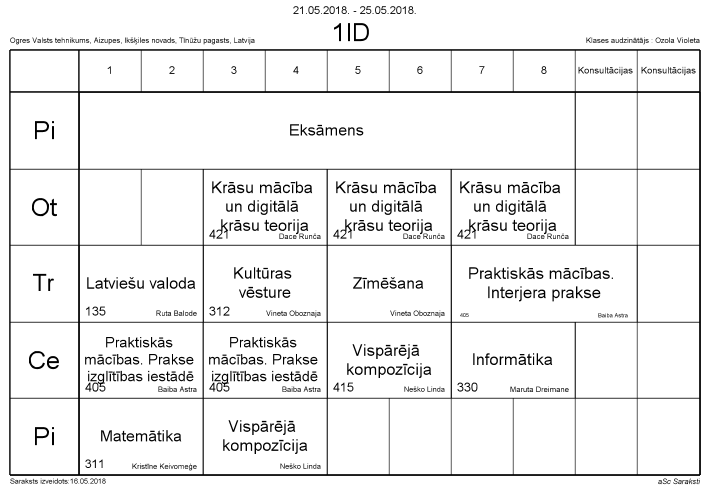 21.05.2018. - 25.05.2018.
Ogres Valsts tehnikums, Aizupes, Ikšķiles novads, Tīnūžu pagasts, Latvija
1ID
Klases audzinātājs : Ozola Violeta
1 2 3 4 5 6 7 8 Konsultācijas Konsultācijas
Pi
Eksāmens
Ot
Krāsu mācība
un digitālā
krāsu teorija
421 Dace Runča
Krāsu mācība
un digitālā
krāsu teorija
421 Dace Runča
Krāsu mācība
un digitālā
krāsu teorija
421 Dace Runča
Tr
Latviešu valoda
135 Ruta Balode
Kultūras
vēsture
312 Vineta Oboznaja
Zīmēšana
Vineta Oboznaja
Praktiskās mācības.
Interjera prakse
405 Baiba Astra
Ce
Praktiskās
mācības. Prakse
izglītības iestādē
405 Baiba Astra
Praktiskās
mācības. Prakse
izglītības iestādē
405 Baiba Astra
Vispārējā
kompozīcija
415 Neško Linda
Informātika
330 Maruta Dreimane
Pi
Matemātika
311 Kristīne Keivomeģe
Vispārējā
kompozīcija
Neško Linda
Saraksts izveidots:16.05.2018
aSc Saraksti